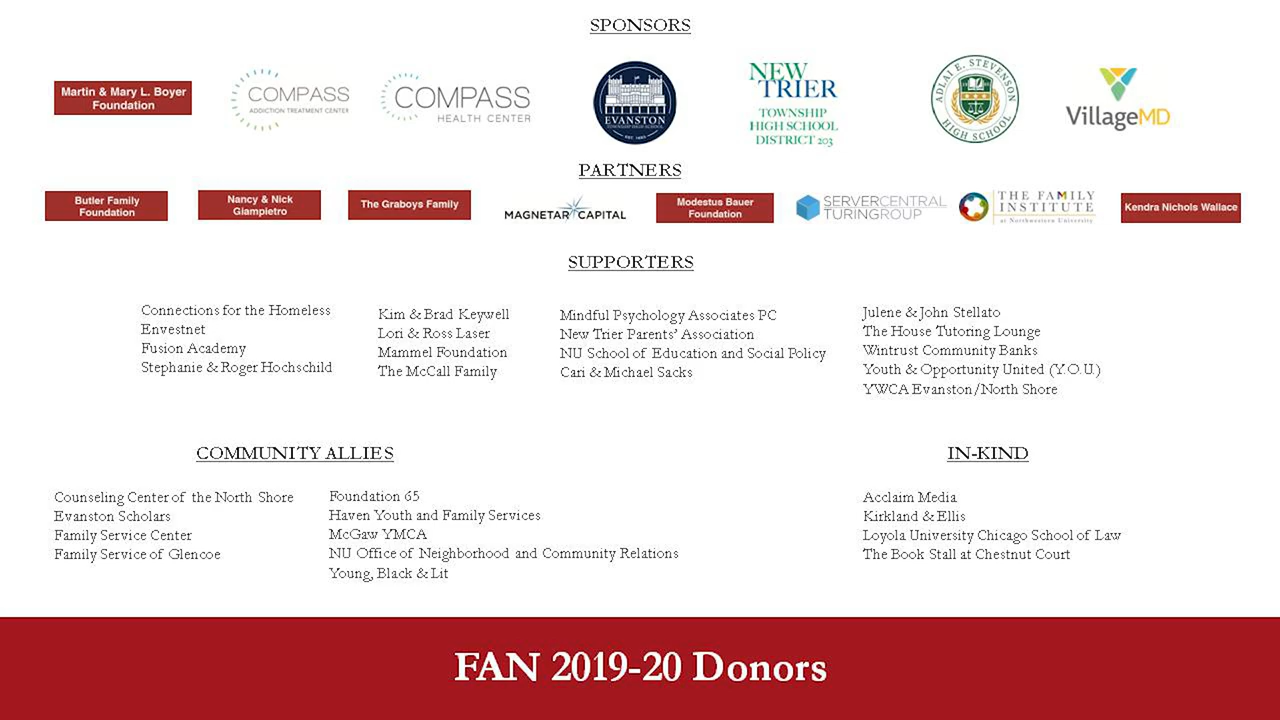 SPONSORS
Martin & Mary L. Boyer
Foundation
COMPASS
ADDICTION TREATMENT CENTER
COMPASS
HEALTH CENTER
EVANSTON
TOWNSHIP HIGH SCHOOL
EST. 1883
NEW
TRIER
TOWNSHIP
HIGH SCHOOL
DISTRICT 203
ADLAI E. STEVENSON
HIGH SCHOOL
VillageMD
PARTNERS
Butler Family
Foundation
Nancy & Nick
Giampietro
The Graboys Family
MAGNETAR CAPITAL
Modestus Bauer
Foundation
SERVERCENTRAL
TURINGROUP
THE FAMILY
INSTITUTE
at Northwestern University
Kendra Nichols Wallace
SUPPORTERS
Connections for the Homeless
Envestnet
Fusion Academy
Stephanie & Roger Hochschild
Kim & Brad Keywell
Lori & Ross Laser
Mammel Foundation
The McCall Family
Mindful Psychology Associates PC
New Trier Parents' Association
NU School of Education and Social Policy
Cari & Michael Sacks
Julene & John Stellato
The House Tutoring Lounge
Wintrust Community Banks
Youth & Opportunity United (Y.O.U.)
YWCA Evanston/North Shore
COMMUNITY ALLIES
Counseling Center of the North Shore
Evanston Scholars
Family Service Center
Family Service of Glencoe
Foundation 65
Haven Youth and Family Services
McGaw YMCA
NU Office of Neighborhood and Community Relations
Young, Black & Lit
IN-KIND
Acclaim Media
Kirkland & Ellis
Loyola University Chicago School of Law
The Book Stall at Chestnut Court
FAN 2019-20 Donors